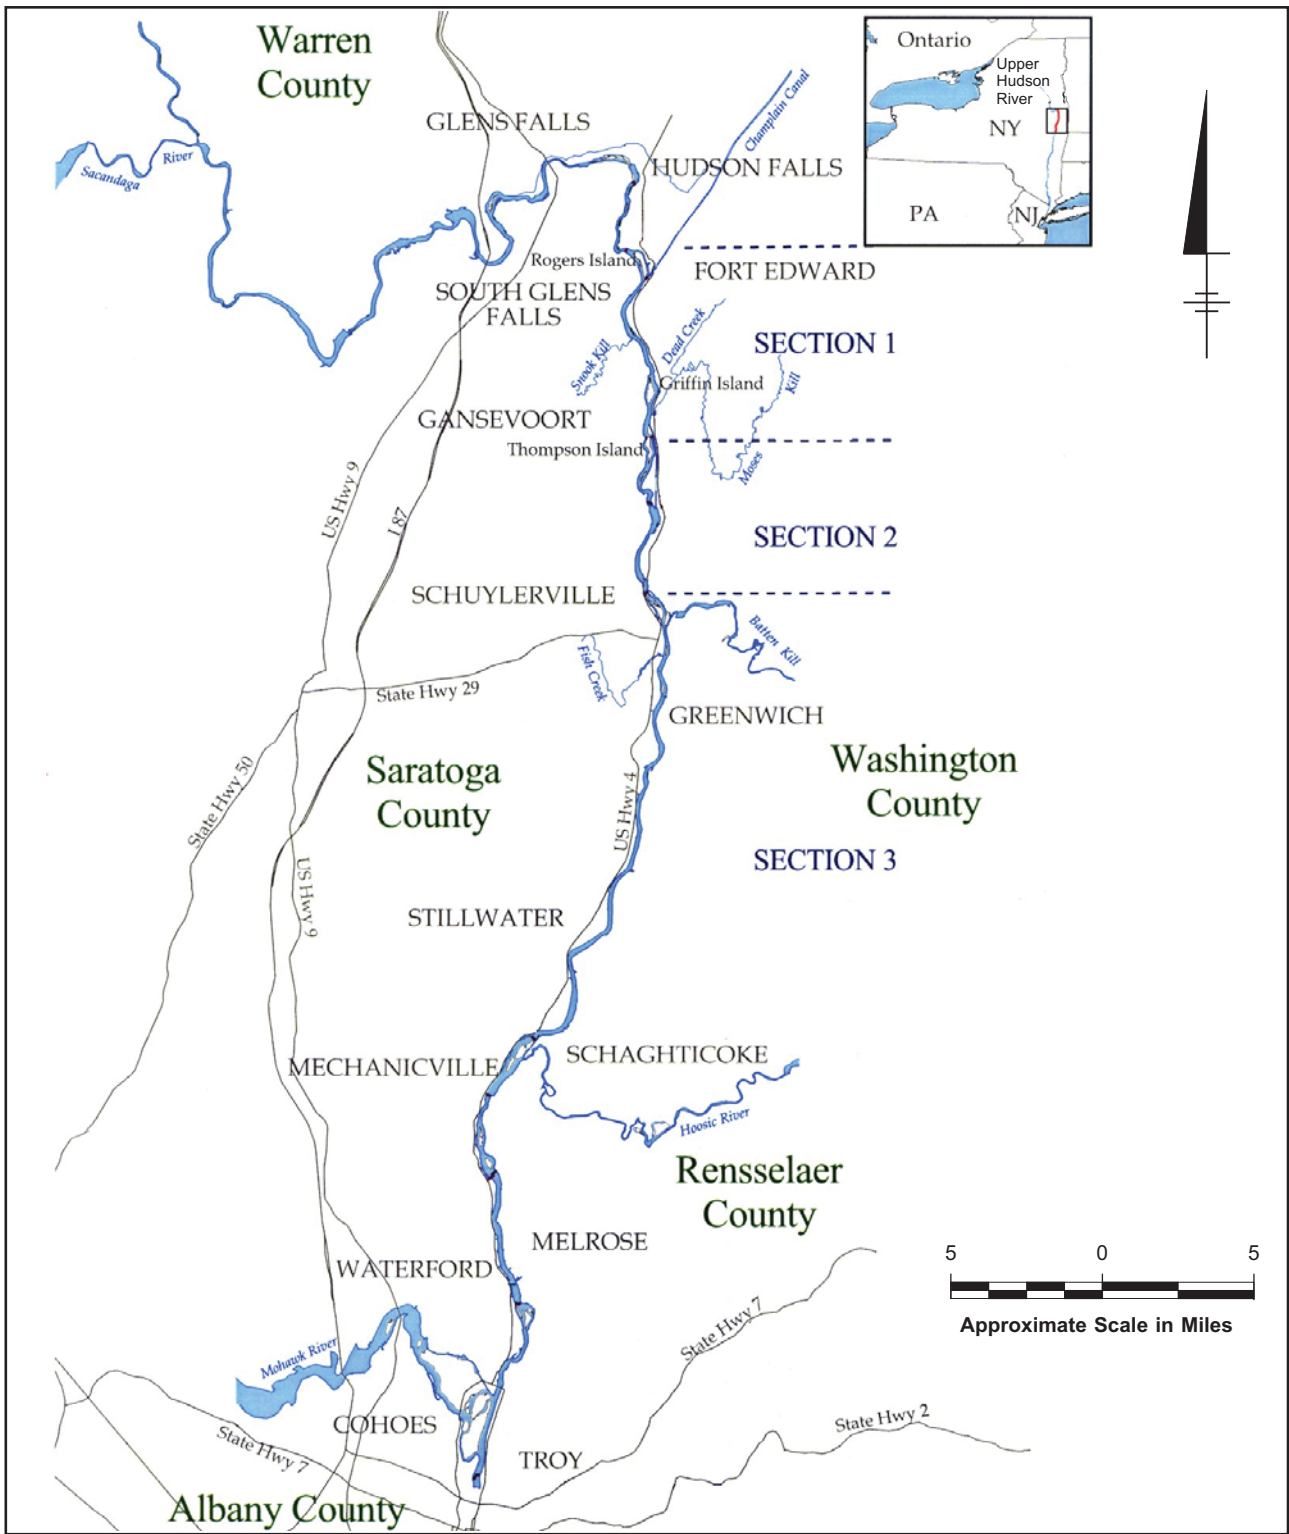 Warren
County
Ontario
Upper
Hudson
River
NY
PA
NJ
GLENS FALLS
Champlain Canal
HUDSON FALLS
Sacandaga
River
Rogers Island
FORT EDWARD
SOUTH GLENS
FALLS
Dead Creek
SECTION 1
Snook Kill
Griffin Island
Kill
GANSEVOORT
Thompson Island
Moses
US Hwy 9
I 87
SECTION 2
SCHUYLERVILLE
Batten Kill
Fish Creek
State Hwy 29
GREENWICH
Saratoga
County
Washington
County
State Hwy 50
US Hwy 4
SECTION 3
US Hwy 9
STILLWATER
SCHAGHTICOKE
MECHANICVILLE
Hoosic River
Rensselaer
County
MELROSE
WATERFORD
5 0 5
Approximate Scale in Miles
State Hwy 7
Mohawk River
COHOES
State Hwy 2
State Hwy 7
TROY
Albany County